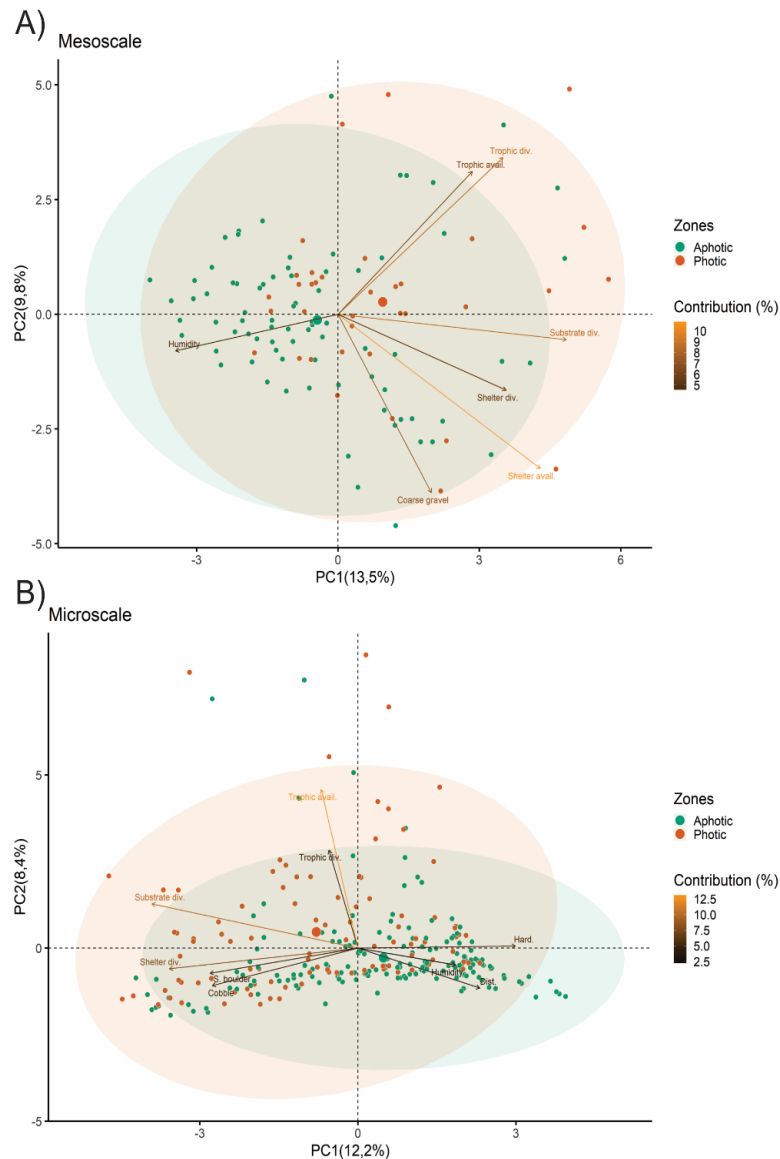 A)
Mesoscale
5.0
2.5
0.0
-2.5
-5.0
PC2(9,8%)
Trophic div.
Trophic avail.
Substrate div.
Humidity
Shelter div.
Shelter avail.
Coarse gravel
-3
0
3
6
PC1(13,5%)
Zones
Aphotic
Photic
Contribution (%)
10
9
8
7
6
5
B)
Microscale
5
0
-5
PC2(8,4%)
Trophic avail.
Trophic div.
Substrate div.
Hard.
Shelter div.
Humidity
S. boulder
Dist.
Cobble
-3
0
3
PC1(12,2%)
Zones
Aphotic
Photic
Contribution (%)
12.5
10.0
7.5
5.0
2.5